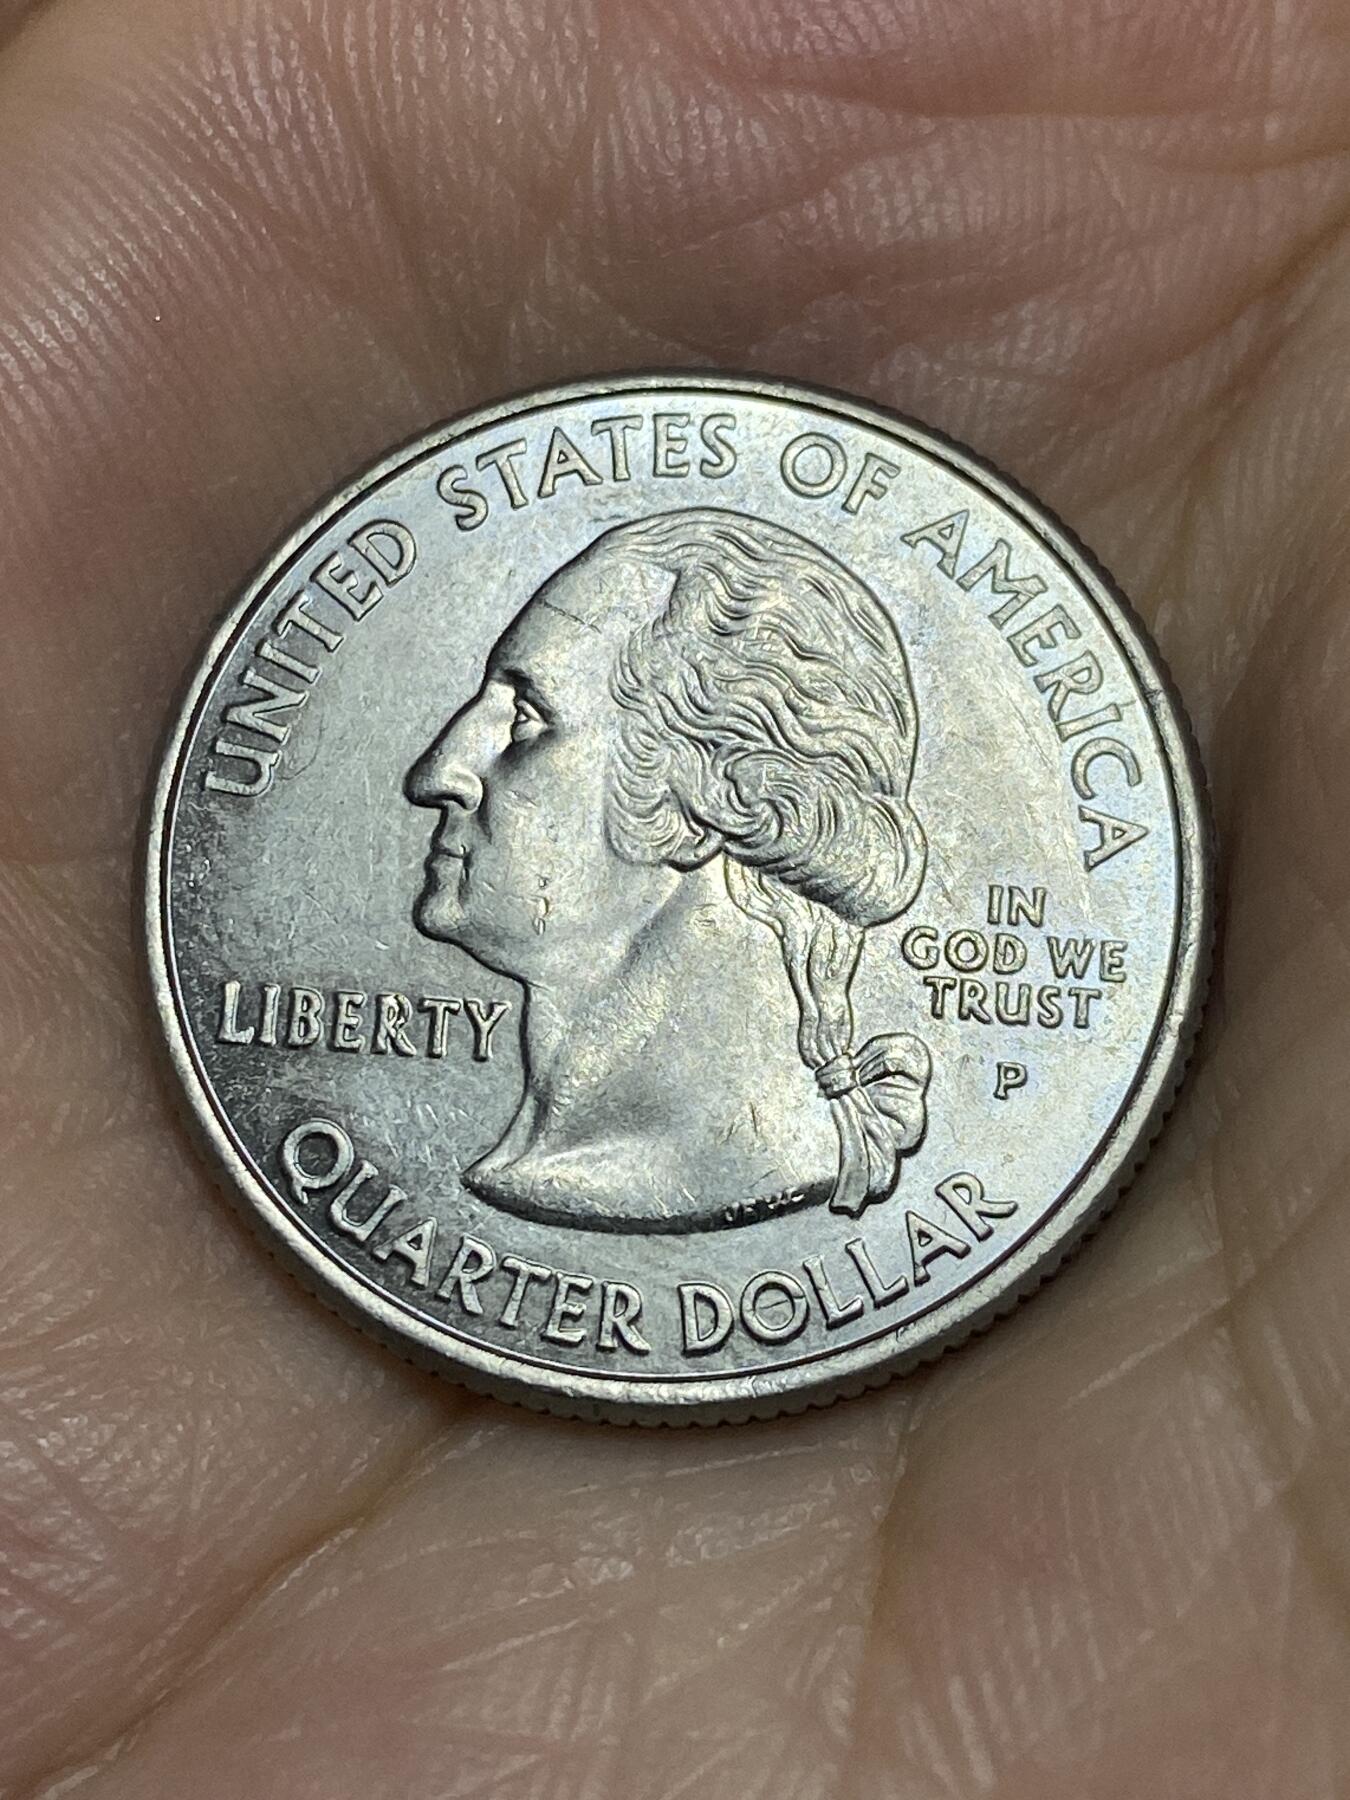 UNITED STATES OF AMERICA
LIBERTY
IN
GOD WE
TRUST
P
QUARTER DOLLAR